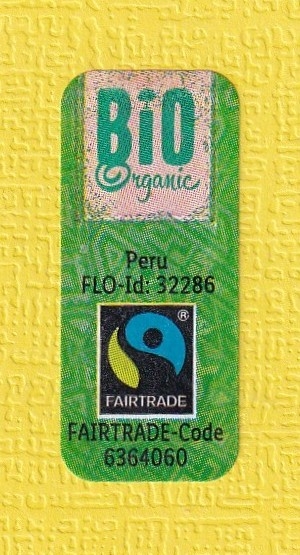 BiO
Organic
Peru
FLO-Id: 32286
®
FAIRTRADE
FAIRTRADE-Code
6364060